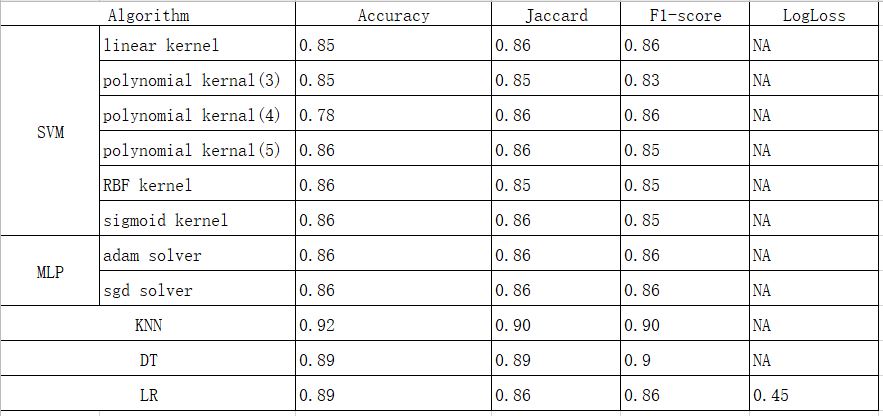 Algorithm Accuracy Jaccard F1-score LogLoss
SVM linear kernel 0.85 0.86 0.86 NA
polynomial kernal(3) 0.85 0.85 0.83 NA
polynomial kernal(4) 0.78 0.86 0.86 NA
polynomial kernal(5) 0.86 0.86 0.85 NA
RBF kernel 0.86 0.85 0.85 NA
sigmoid kernel 0.86 0.86 0.85 NA
MLP adam solver 0.86 0.86 0.86 NA
sgd solver 0.86 0.86 0.86 NA
KNN 0.92 0.90 0.90 NA
DT 0.89 0.89 0.9 NA
LR 0.89 0.86 0.86 0.45